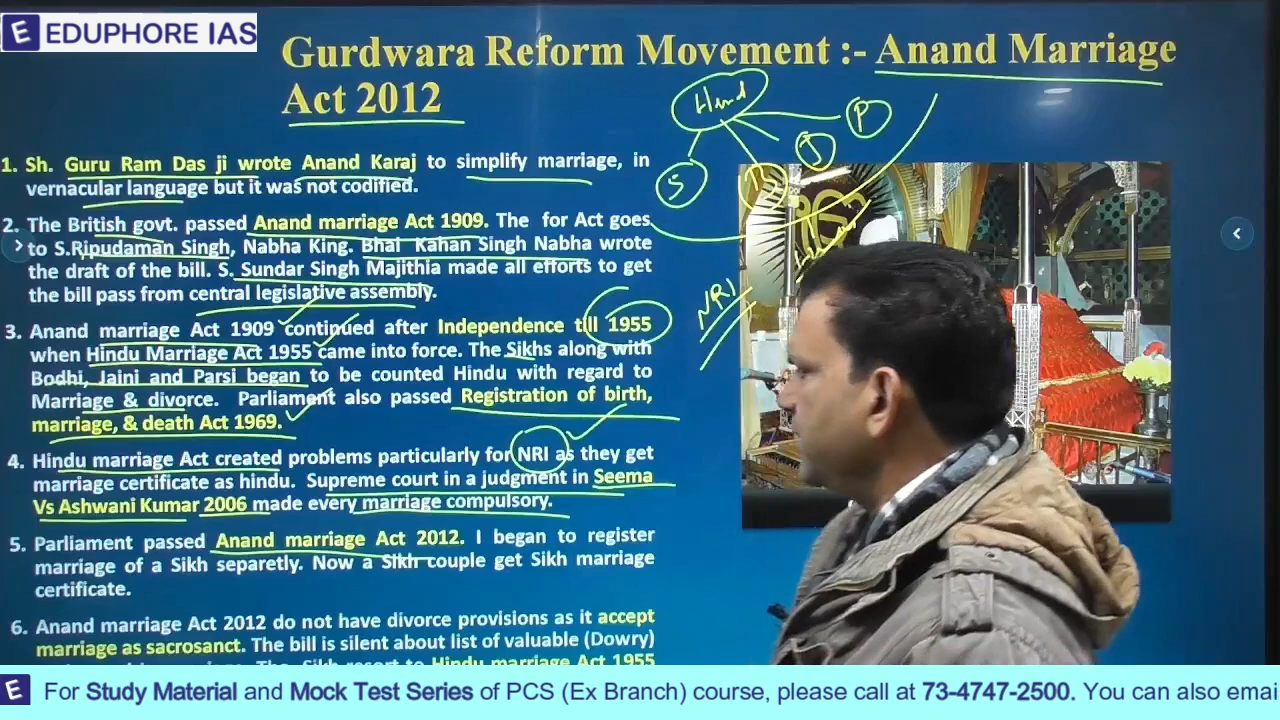 E EDUPHORE IAS
Gurdwara Reform Movement :- Anand Marriage
Act 2012
Hind
P
J
B
S
NRI
1. Sh. Guru Ram Das ji wrote Anand Karaj to simplify marriage, in
vernacular language but it was not codified.
2. The British govt. passed Anand marriage Act 1909. The for Act goes
to S.Ripudaman Singh, Nabha King. Bhai Kahan Singh Nabha wrote
the draft of the bill. S. Sundar Singh Majithia made all efforts to get
the bill pass from central legislative assembly.
3. Anand marriage Act 1909 continued after Independence till 1955
when Hindu Marriage Act 1955 came into force. The Sikhs along with
Bodhi, Jaini and Parsi began to be counted Hindu with regard to
Marriage & divorce. Parliament also passed Registration of birth,
marriage, & death Act 1969.
4. Hindu marriage Act created problems particularly for NRI as they get
marriage certificate as hindu. Supreme court in a judgment in Seema
Vs Ashwani Kumar 2006 made every marriage compulsory.
5. Parliament passed Anand marriage Act 2012. I began to register
marriage of a Sikh separetly. Now a Sikh couple get Sikh marriage
certificate.
6. Anand marriage Act 2012 do not have divorce provisions as it accept
marriage as sacrosanct. The bill is silent about list of valuable (Dowry)
Sikh resort to Hindu marriage Act 1955
E For Study Material and Mock Test Series of PCS (Ex Branch) course, please call at 73-4747-2500. You can also emai